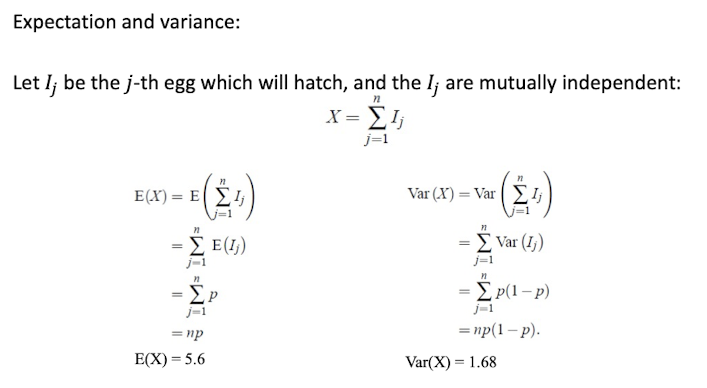 Expectation and variance:
Let I_j be the j-th egg which will hatch, and the I_j are mutually independent:
X = \sum_{j=1}^{n} I_j
E(X) = E\left(\sum_{j=1}^{n} I_j\right)
= \sum_{j=1}^{n} E(I_j)
= \sum_{j=1}^{n} p
= np
E(X) = 5.6
Var (X) = Var \left(\sum_{j=1}^{n} I_j\right)
= \sum_{j=1}^{n} Var (I_j)
= \sum_{j=1}^{n} p(1 – p)
= np(1 – p).
Var(X) = 1.68